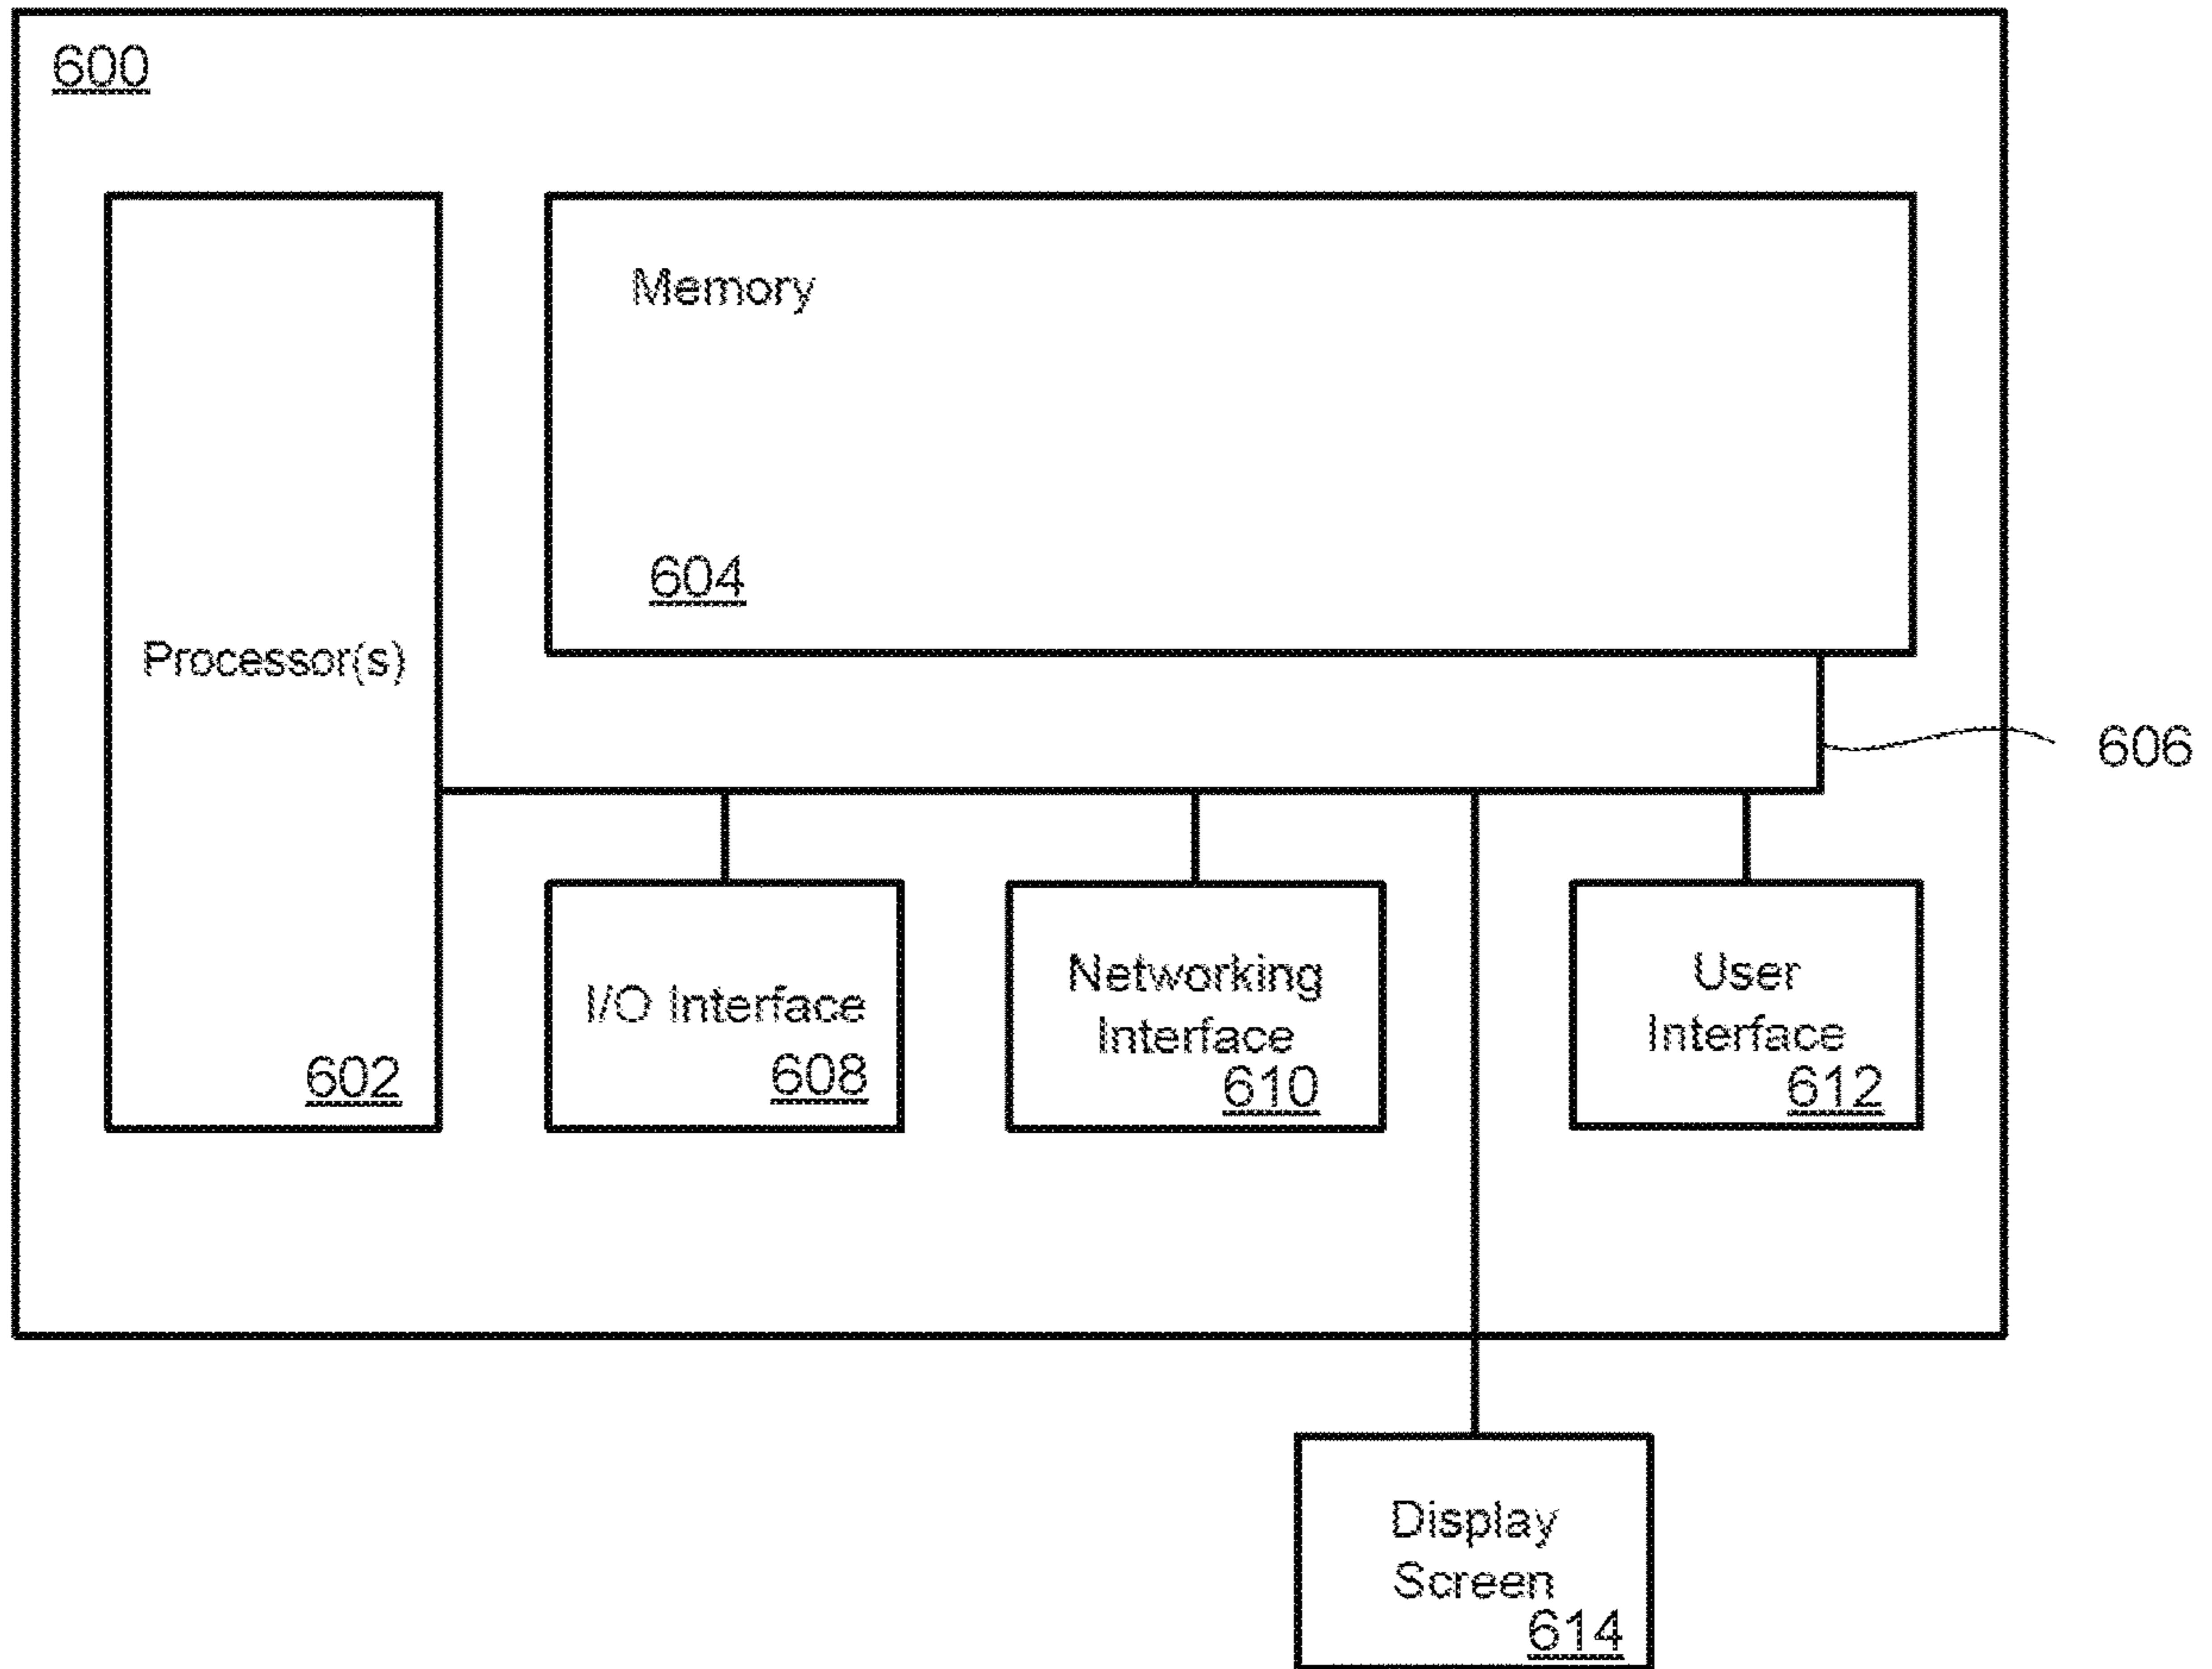 600
Memory
604
Processor(s)
606
602
I/O Interface
608
Networking
Interface
610
User
Interface
612
Display
Screen
614